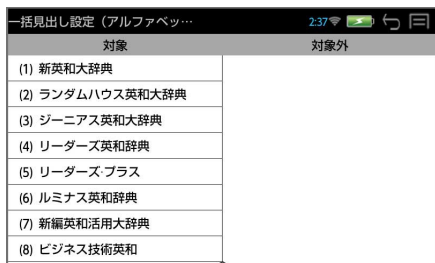 一括見出し設定（アルファベッ… 2:37
対象 対象外
(1) 新英和大辞典
(2) ランダムハウス英和大辞典
(3) ジーニアス英和大辞典
(4) リーダーズ英和辞典
(5) リーダーズ･プラス
(6) ルミナス英和辞典
(7) 新編英和活用大辞典
(8) ビジネス技術英和